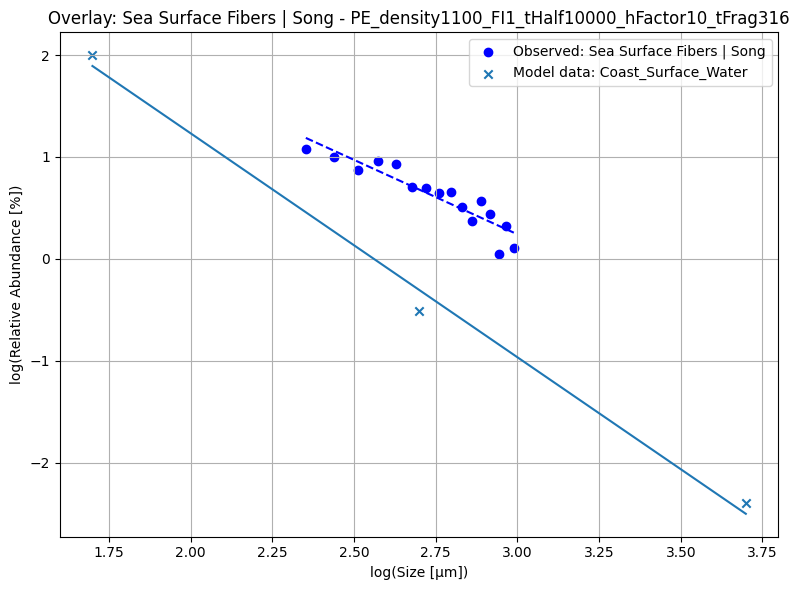 Overlay: Sea Surface Fibers | Song - PE_density1100_FI1_tHalf10000_hFactor10_tFrag316
Observed: Sea Surface Fibers | Song
Model data: Coast_Surface_Water
log(Relative Abundance [%])
2
1
0
−1
−2
1.75
2.00
2.25
2.50
2.75
3.00
3.25
3.50
3.75
log(Size [μm])